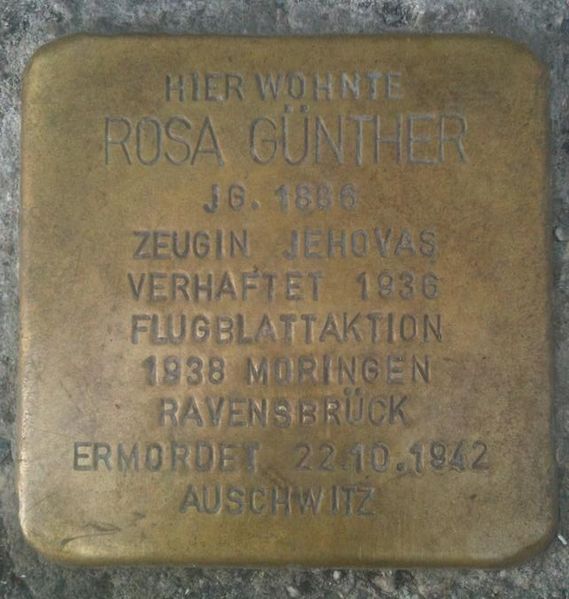 HIER WOHNTE
ROSA GÜNTHER
JG. 1886
ZEUGIN JEHOVAS
VERHAFTET 1936
FLUGBLATTAKTION
1938 MORINGEN
RAVENSBRÜCK
ERMORDET 22.10.1942
AUSCHWITZ